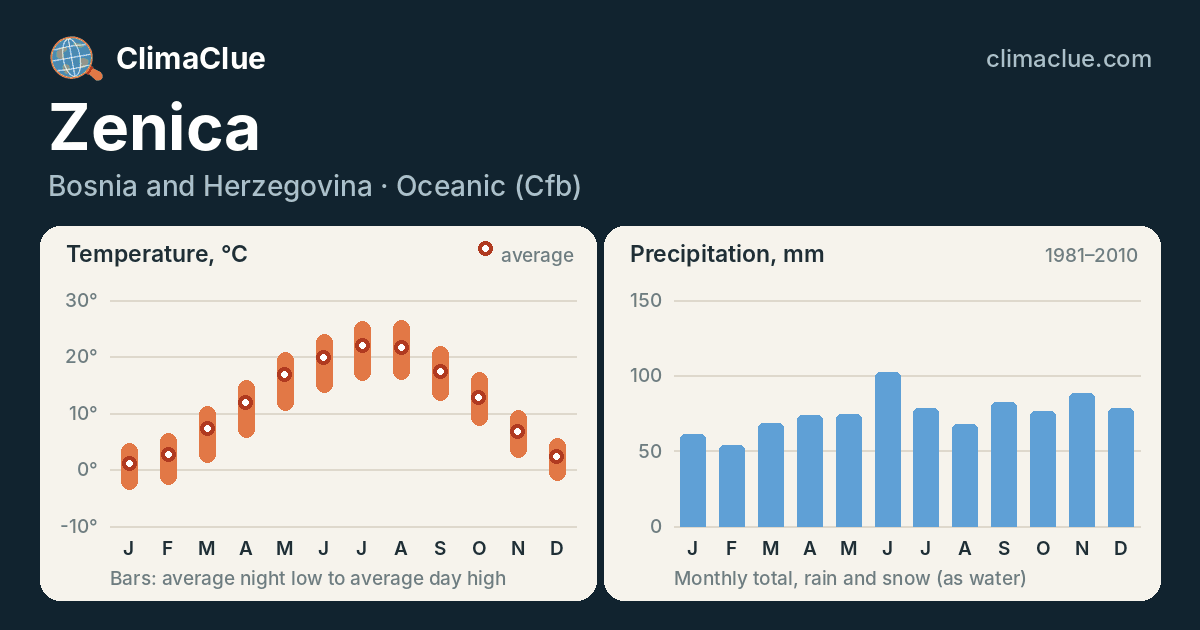 ClimaClue
climaclue.com
Zenica
Bosnia and Herzegovina · Oceanic (Cfb)
Temperature, °C
average
30°
20°
10°
0°
-10°
J F M A M J J A S O N D
Bars: average night low to average day high
Precipitation, mm
1981–2010
150
100
50
0
J F M A M J J A S O N D
Monthly total, rain and snow (as water)